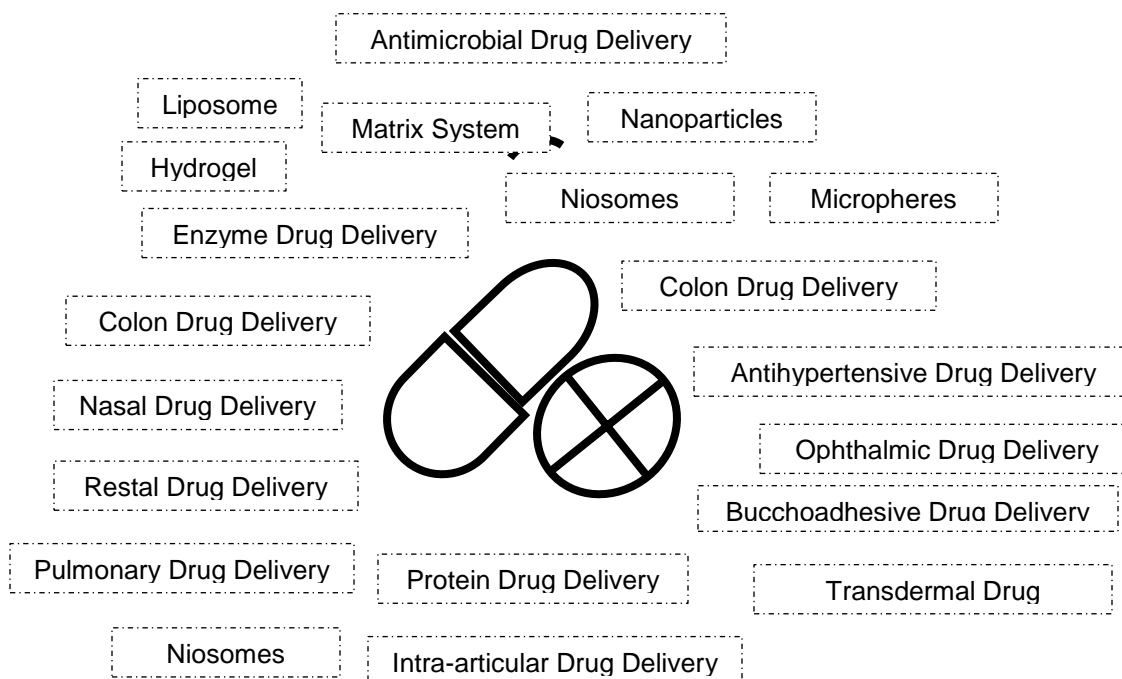 Antimicrobial Drug Delivery
Liposome
Matrix System
Nanoparticles
Hydrogel
Niosomes
Micropheres
Enzyme Drug Delivery
Colon Drug Delivery
Colon Drug Delivery
Antihypertensive Drug Delivery
Nasal Drug Delivery
Ophthalmic Drug Delivery
Restal Drug Delivery
Bucchoadhesive Drug Delivery
Pulmonary Drug Delivery
Protein Drug Delivery
Transdermal Drug
Niosomes
Intra-articular Drug Delivery